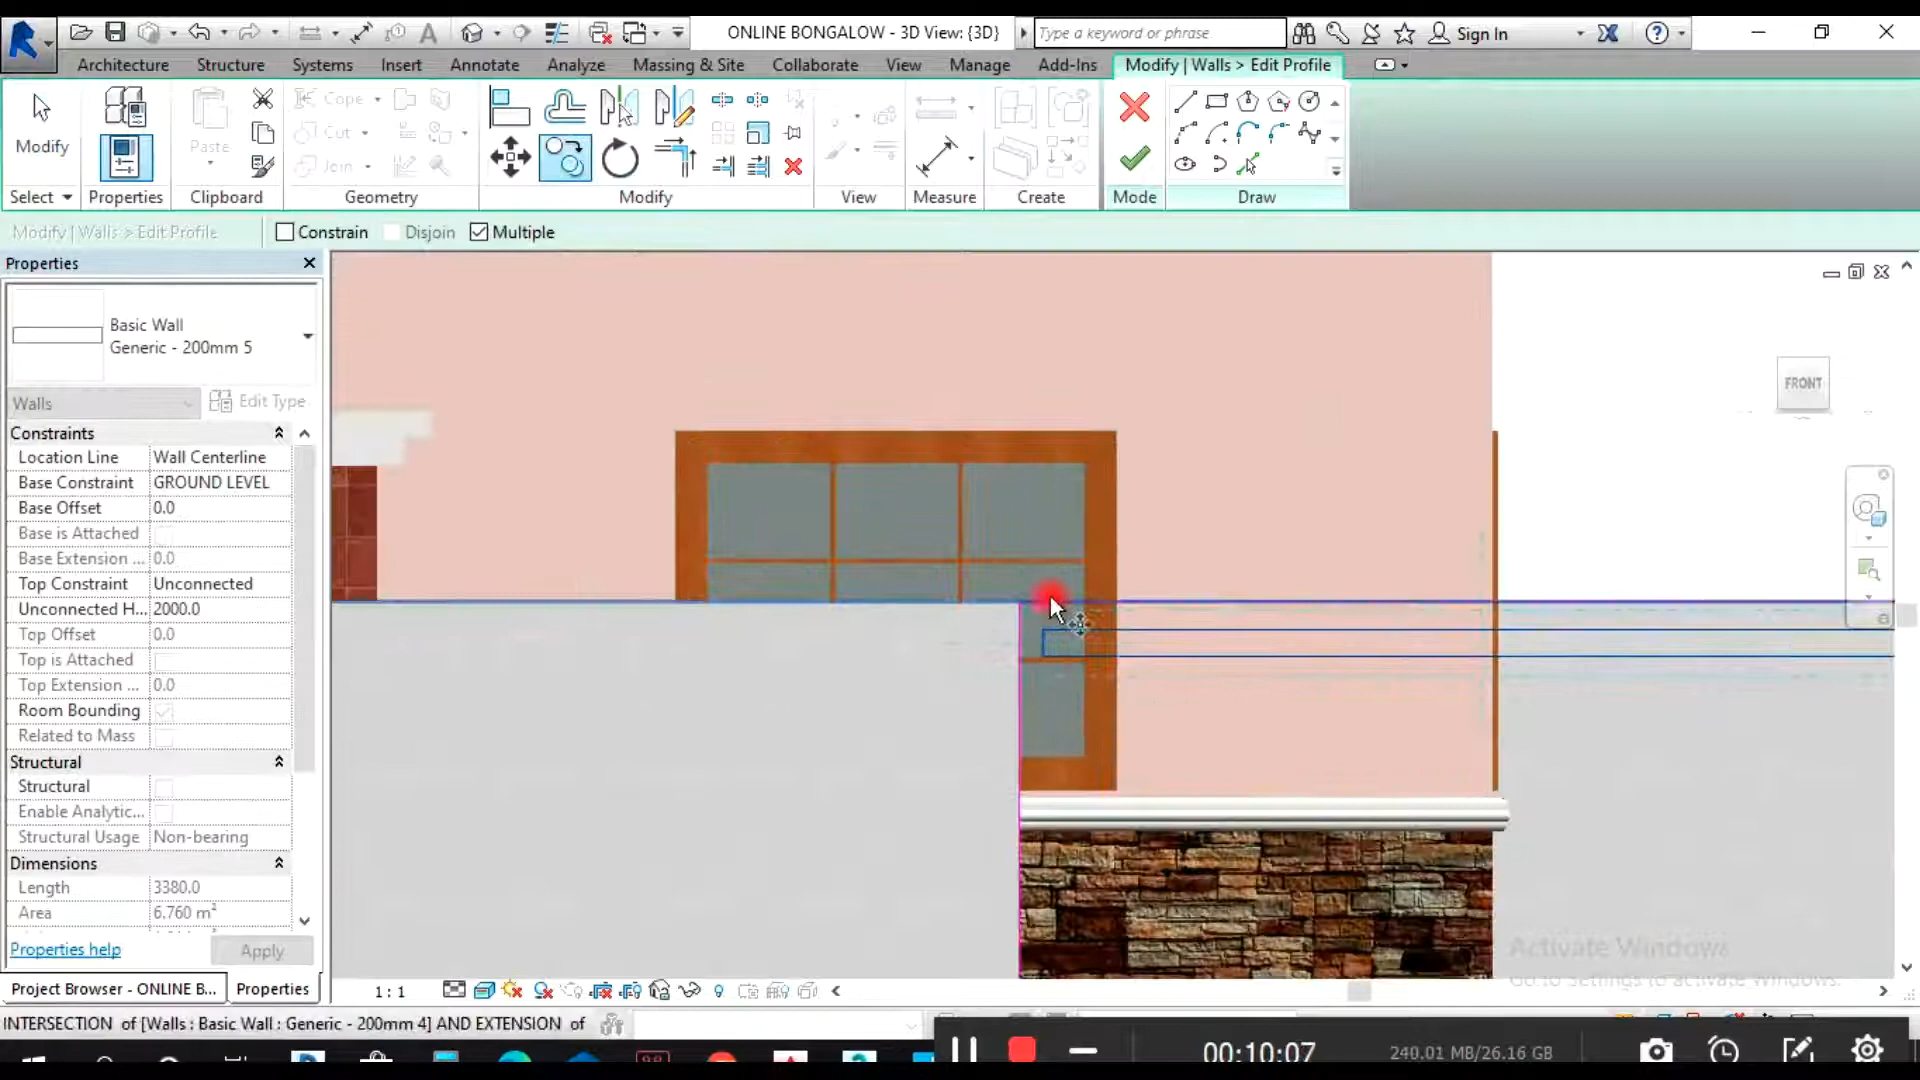 ONLINE BONGALOW - 3D View: {3D}
Type a keyword or phrase
Sign In
Architecture
Structure
Systems
Insert
Annotate
Analyze
Massing & Site
Collaborate
View
Manage
Add-Ins
Modify | Walls > Edit Profile
Modify
Paste
Cope
Cut
Join
Select
Properties
Clipboard
Geometry
Modify
View
Measure
Create
Mode
Draw
Modify | Walls > Edit Profile
Constrain
Disjoin
Multiple
Properties
Basic Wall
Generic - 200mm 5
Walls
Edit Type
Constraints
Location Line Wall Centerline
Base Constraint GROUND LEVEL
Base Offset 0.0
Base is Attached
Base Extension ... 0.0
Top Constraint Unconnected
Unconnected H... 2000.0
Top Offset 0.0
Top is Attached
Top Extension ... 0.0
Room Bounding
Related to Mass
Structural
Structural
Enable Analytic...
Structural Usage Non-bearing
Dimensions
Length 3380.0
Area 6.760 m²
Properties help
Apply
Project Browser - ONLINE B...
Properties
FRONT
Activate Windows
Go to Settings to activate Windows.
1 : 1
INTERSECTION of [Walls : Basic Wall : Generic - 200mm 4] AND EXTENSION of
00:10:07
240.01 MB/26.16 GB